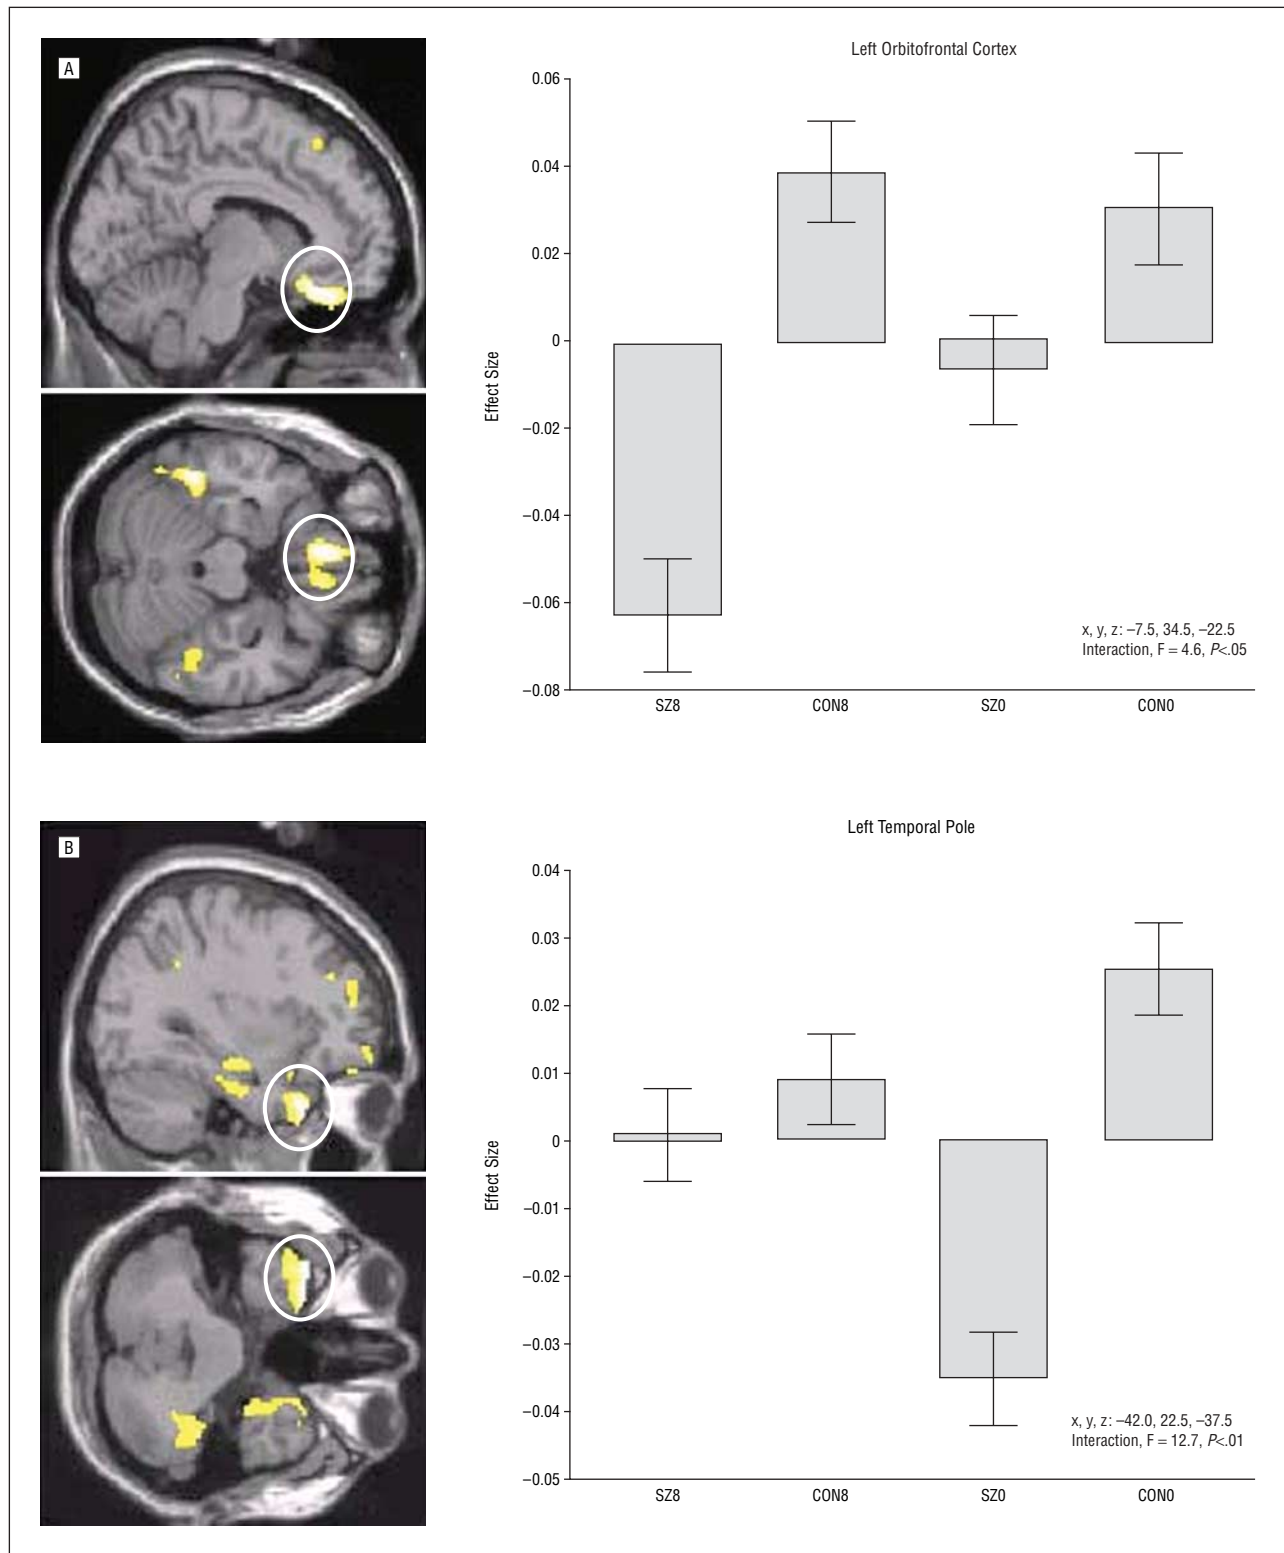 A
Left Orbitofrontal Cortex
0.06
0.04
0.02
0
–0.02
–0.04
–0.06
–0.08
Effect Size
x, y, z: –7.5, 34.5, –22.5
Interaction, F = 4.6, P<.05
SZ8 CON8 SZ0 CON0
B
Left Temporal Pole
0.04
0.03
0.02
0.01
0
–0.01
–0.02
–0.03
–0.04
–0.05
Effect Size
x, y, z: –42.0, 22.5, –37.5
Interaction, F = 12.7, P<.01
SZ8 CON8 SZ0 CON0